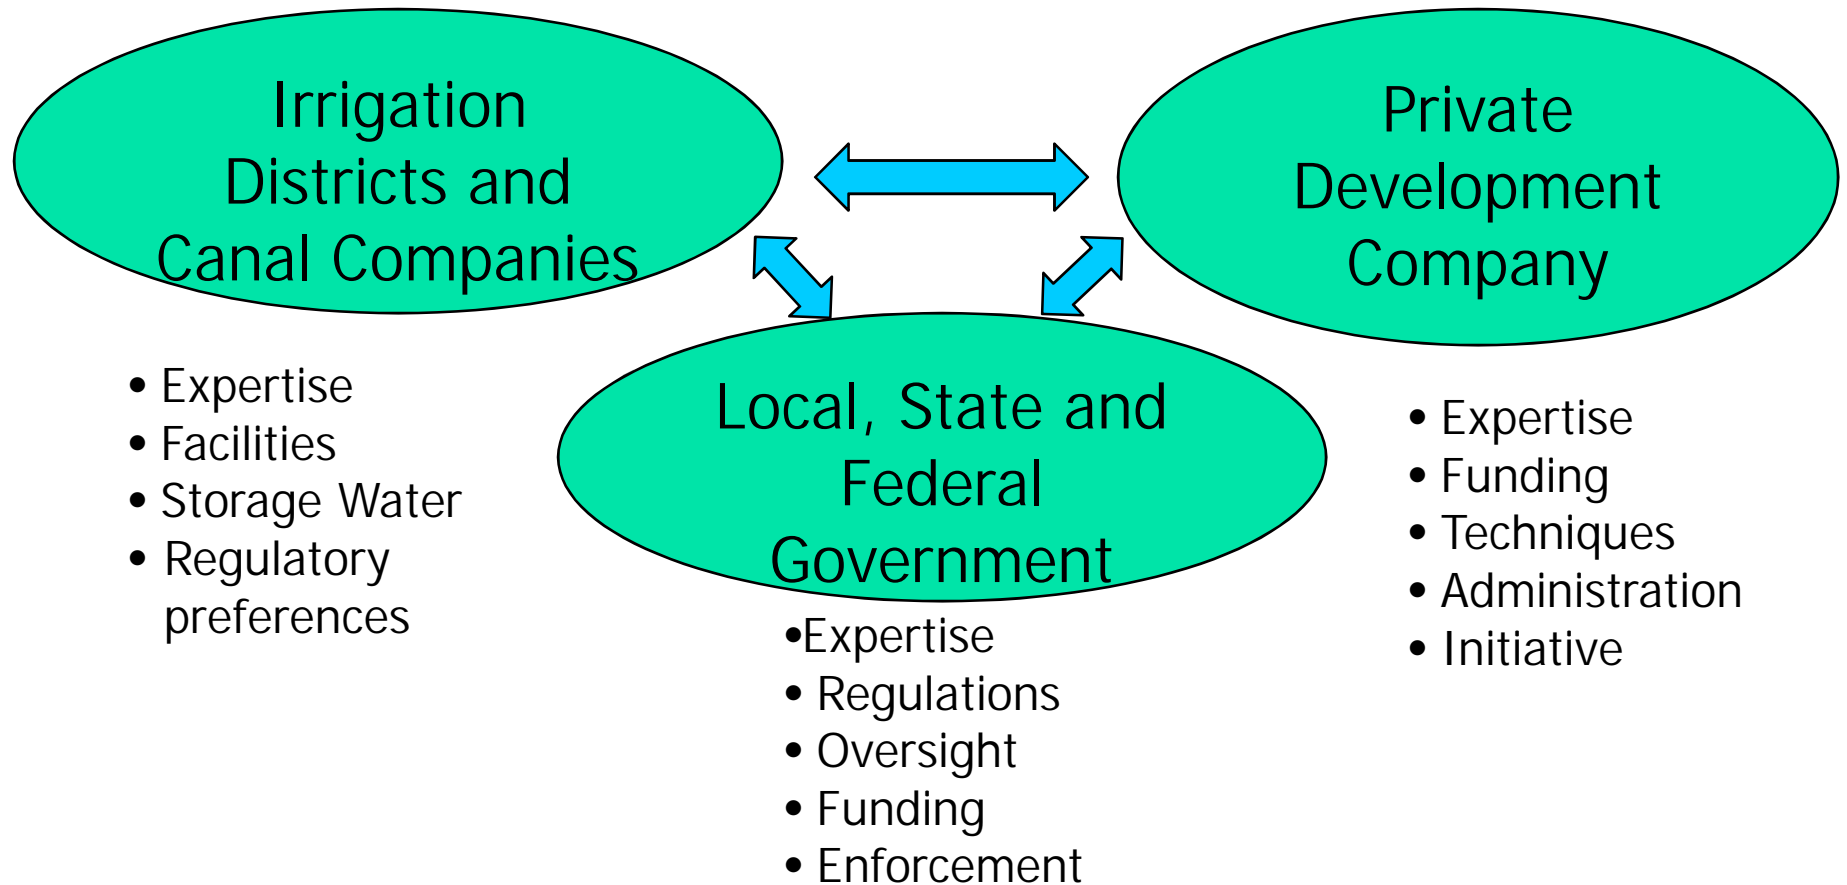 Irrigation
Districts and
Canal Companies
• Expertise
• Facilities
• Storage Water
• Regulatory
preferences
Local, State and
Federal
Government
•Expertise
• Regulations
• Oversight
• Funding
• Enforcement
Private
Development
Company
• Expertise
• Funding
• Techniques
• Administration
• Initiative